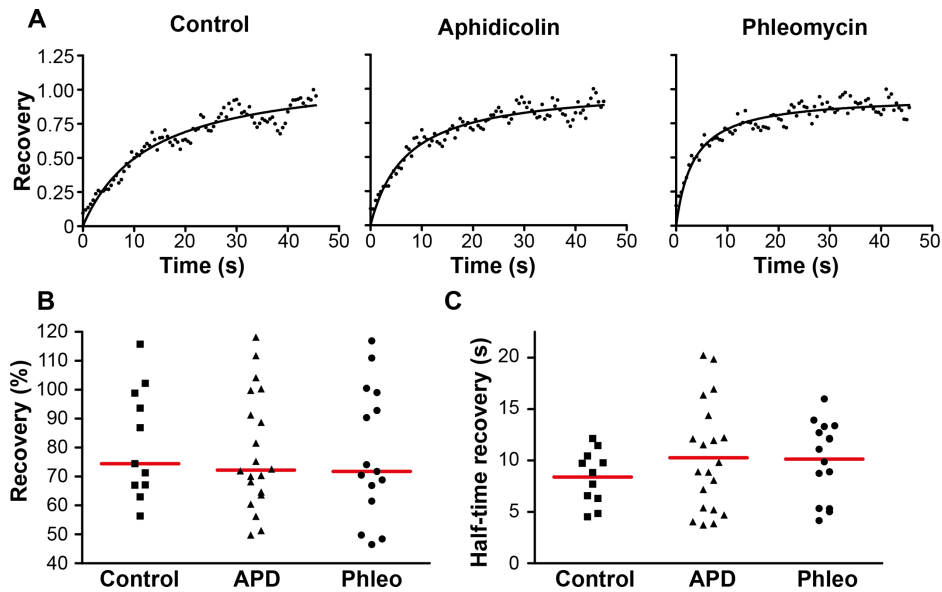 A
Control
Aphidicolin
Phleomycin
Recovery
1.25
1.00
0.75
0.50
0.25
0
0 10 20 30 40 50
0 10 20 30 40 50
0 10 20 30 40 50
Time (s)
Time (s)
Time (s)
B
Recovery (%)
120
110
100
90
80
70
60
50
40
Control APD Phleo
C
Half-time recovery (s)
20
15
10
5
0
Control APD Phleo